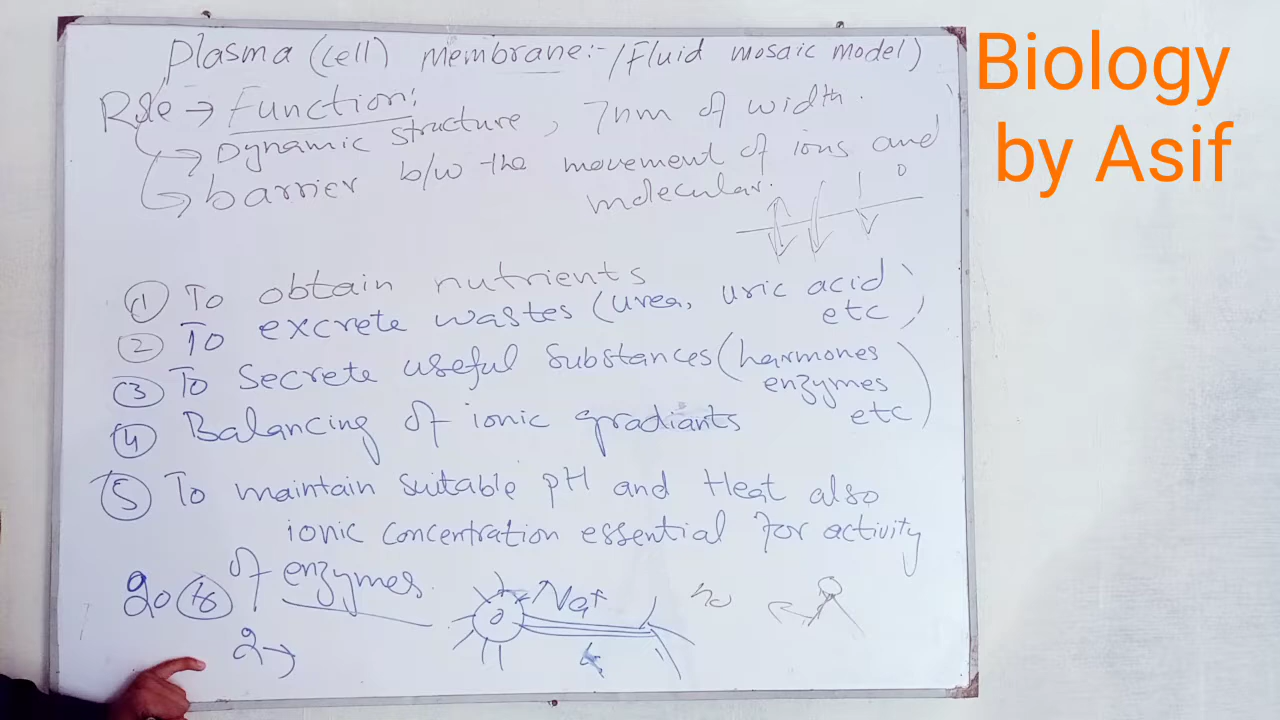 Plasma (cell) membrane:- (Fluid mosaic model)
Role → Function:
→ Dynamic structure, 7nm of width.
→ barrier b/w the movement of ions and
molecular.
① To obtain nutrients
② To excrete wastes (urea, uric acid
etc)
③ To Secrete useful substances (harmones
enzymes
etc)
④ Balancing of ionic gradiants
⑤ To maintain suitable pH and Heat also
ionic concentration essential for activity
of enzymes.
20
Na+
2→
Biology
by Asif